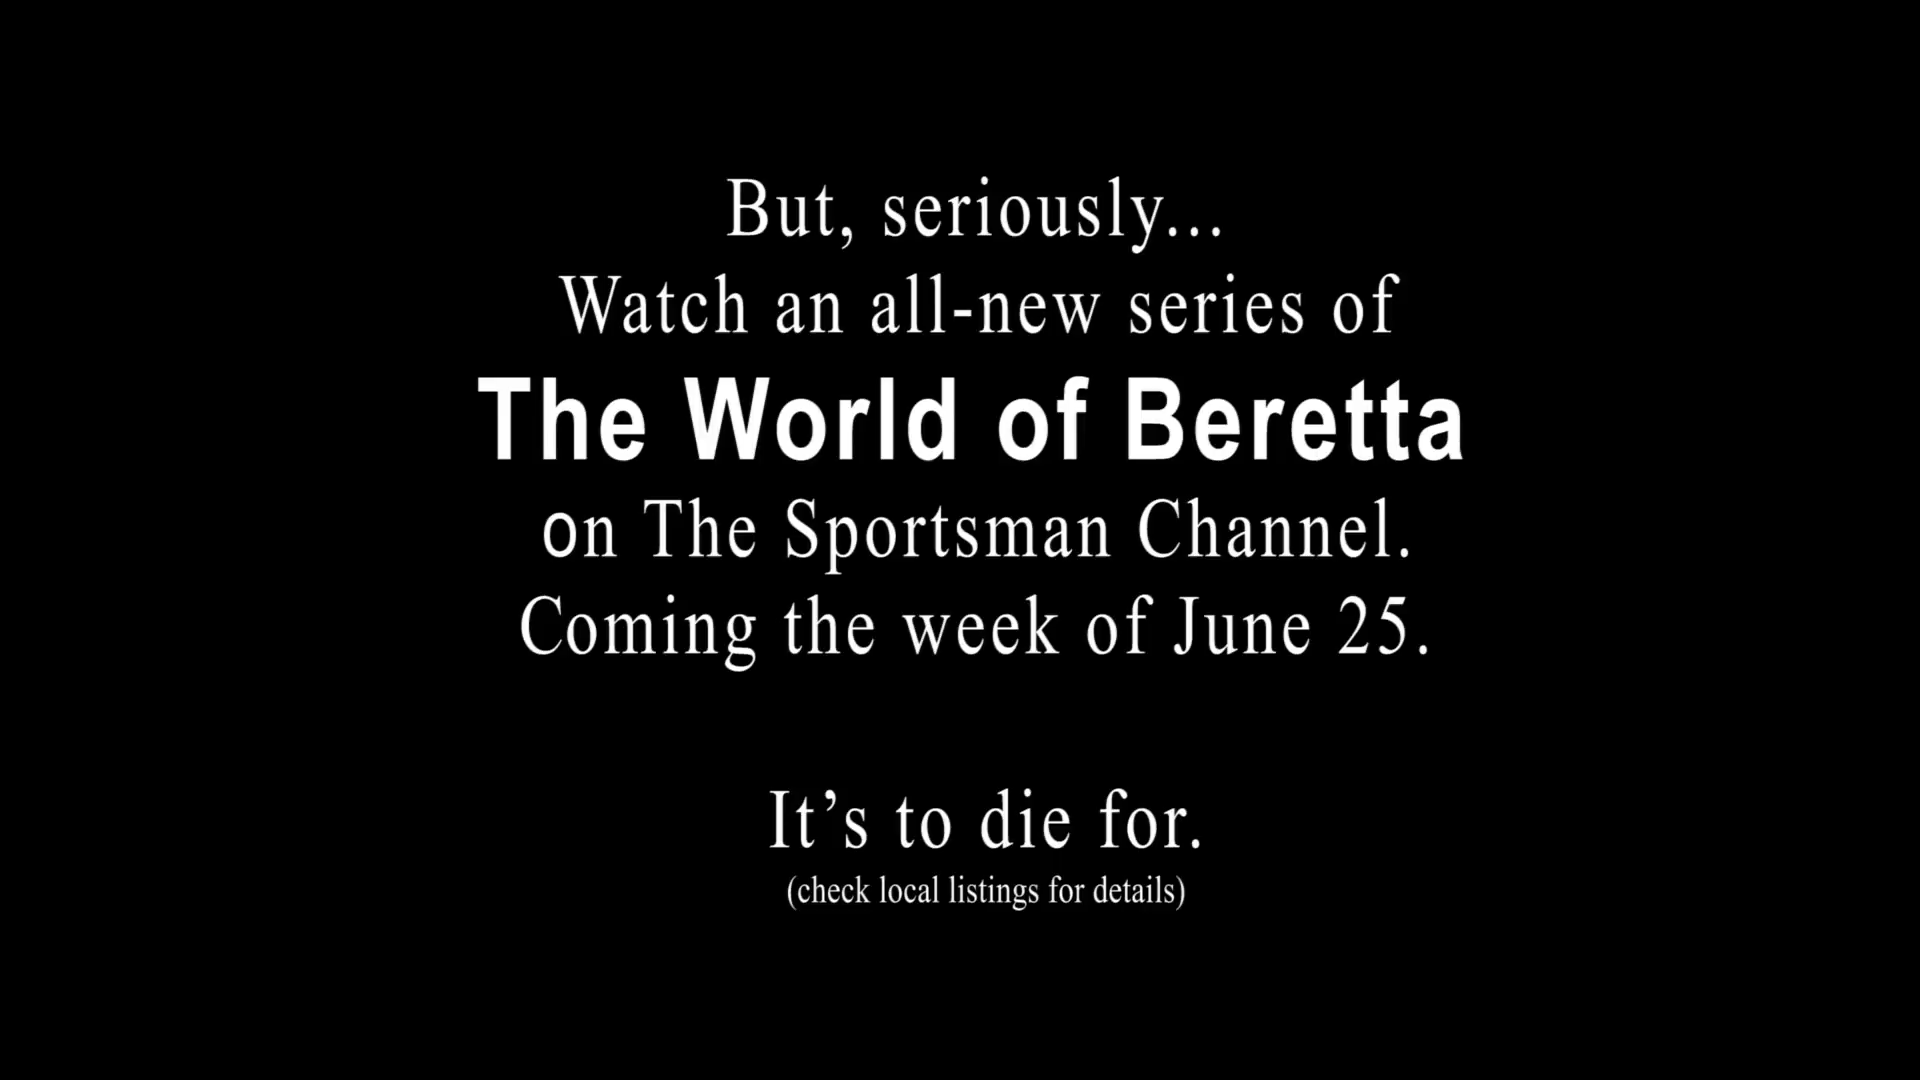 But, seriously...
Watch an all-new series of
The World of Beretta
on The Sportsman Channel.
Coming the week of June 25.
It’s to die for.
(check local listings for details)